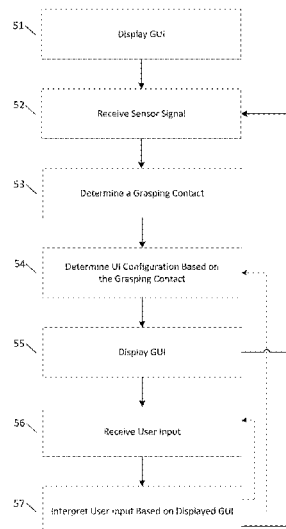 51
Display GUI
52
Receive Sensor Signal
53
Determine a Grasping Contact
54
Determine UI Configuration Based on
the Grasping Contact
55
Display GUI
56
Receive User Input
57
Interpret User Input Based on Displayed GUI